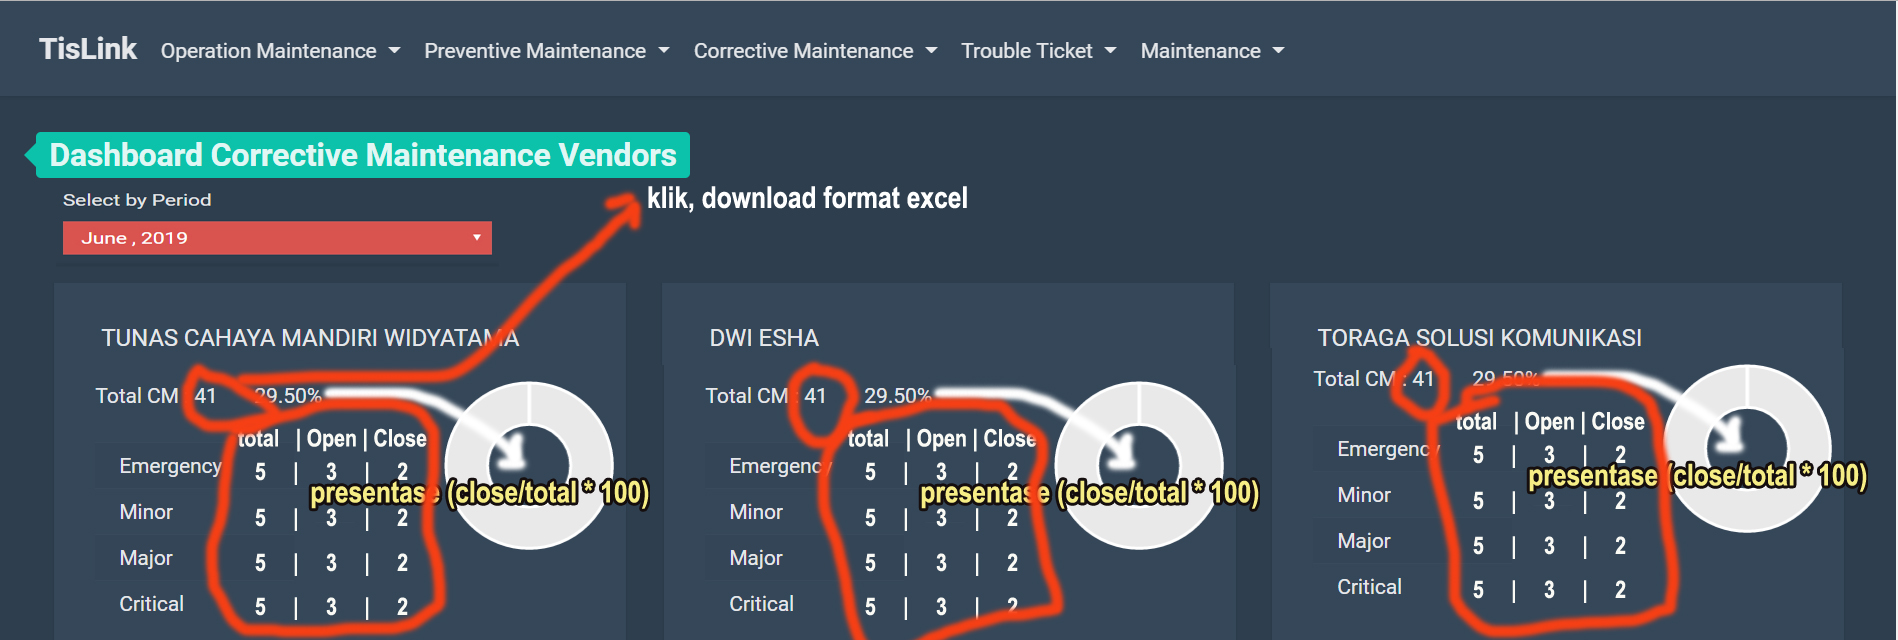 TisLink Operation Maintenance Preventive Maintenance Corrective Maintenance Trouble Ticket Maintenance
Dashboard Corrective Maintenance Vendors
Select by Period
klik, download format excel
June , 2019
TUNAS CAHAYA MANDIRI WIDYATAMA
Total CM 41 29.50%
total | Open | Close
Emergency 5 | 3 | 2
presentase (close/total * 100)
Minor 5 | 3 | 2
Major 5 | 3 | 2
Critical 5 | 3 | 2
DWI ESHA
Total CM : 41 29.50%
total | Open | Close
Emergency 5 | 3 | 2
presentase (close/total * 100)
Minor 5 | 3 | 2
Major 5 | 3 | 2
Critical 5 | 3 | 2
TORAGA SOLUSI KOMUNIKASI
Total CM : 41 29.50%
total | Open | Close
Emergency 5 | 3 | 2
presentase (close/total * 100)
Minor 5 | 3 | 2
Major 5 | 3 | 2
Critical 5 | 3 | 2